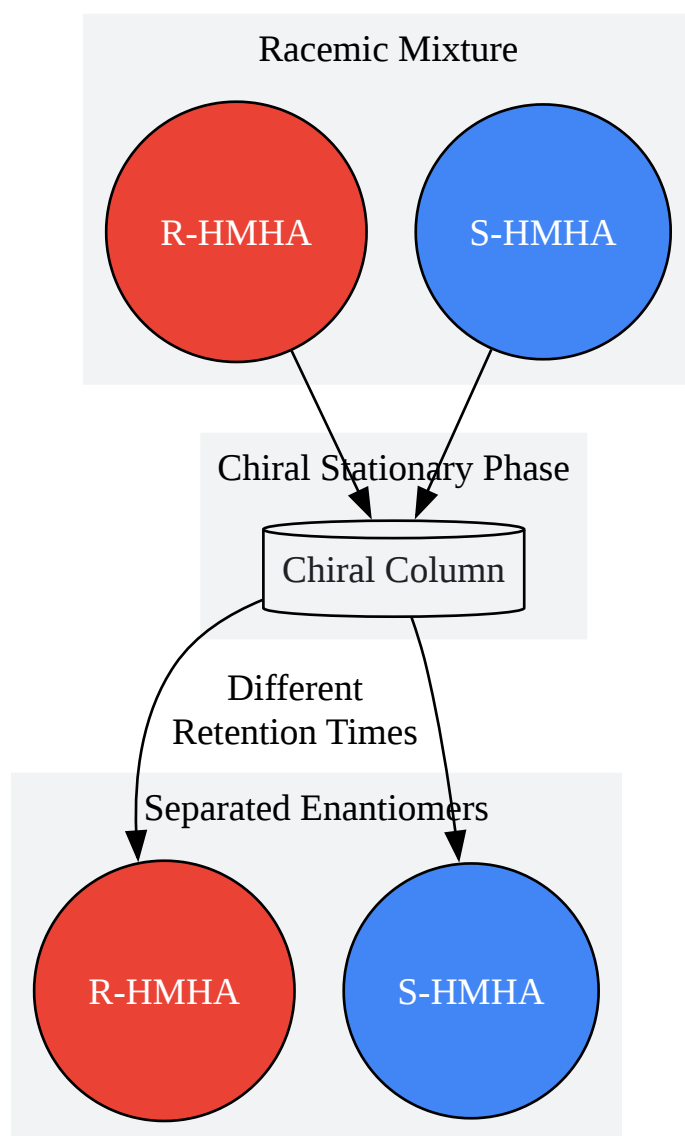 Racemic Mixture
R-HMHA
S-HMHA
Chiral Stationary Phase
Chiral Column
Different
Retention Times
Separated Enantiomers
R-HMHA
S-HMHA